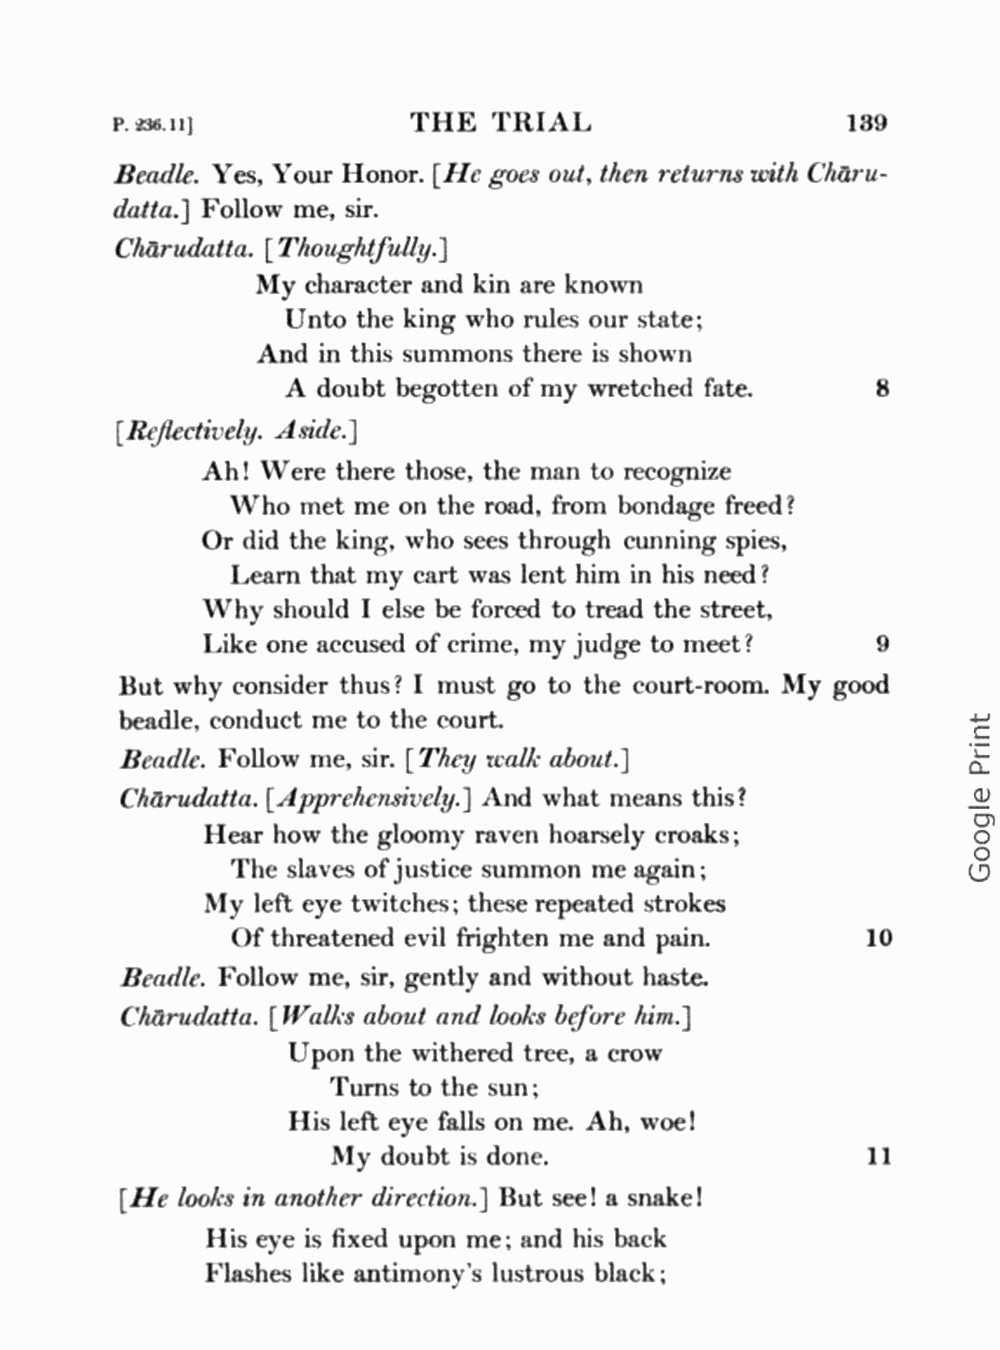 P. 236.11] THE TRIAL 139
Beadle. Yes, Your Honor. [He goes out, then returns with Chāru-
datta.] Follow me, sir.
Chārudatta. [Thoughtfully.]
My character and kin are known
Unto the king who rules our state;
And in this summons there is shown
A doubt begotten of my wretched fate. 8
[Reflectively. Aside.]
Ah! Were there those, the man to recognize
Who met me on the road, from bondage freed?
Or did the king, who sees through cunning spies,
Learn that my cart was lent him in his need?
Why should I else be forced to tread the street,
Like one accused of crime, my judge to meet? 9
But why consider thus? I must go to the court-room. My good
beadle, conduct me to the court.
Beadle. Follow me, sir. [They walk about.]
Chārudatta. [Apprehensively.] And what means this?
Hear how the gloomy raven hoarsely croaks;
The slaves of justice summon me again;
My left eye twitches; these repeated strokes
Of threatened evil frighten me and pain. 10
Beadle. Follow me, sir, gently and without haste.
Chārudatta. [Walks about and looks before him.]
Upon the withered tree, a crow
Turns to the sun;
His left eye falls on me. Ah, woe!
My doubt is done. 11
[He looks in another direction.] But see! a snake!
His eye is fixed upon me; and his back
Flashes like antimony's lustrous black;
Google Print